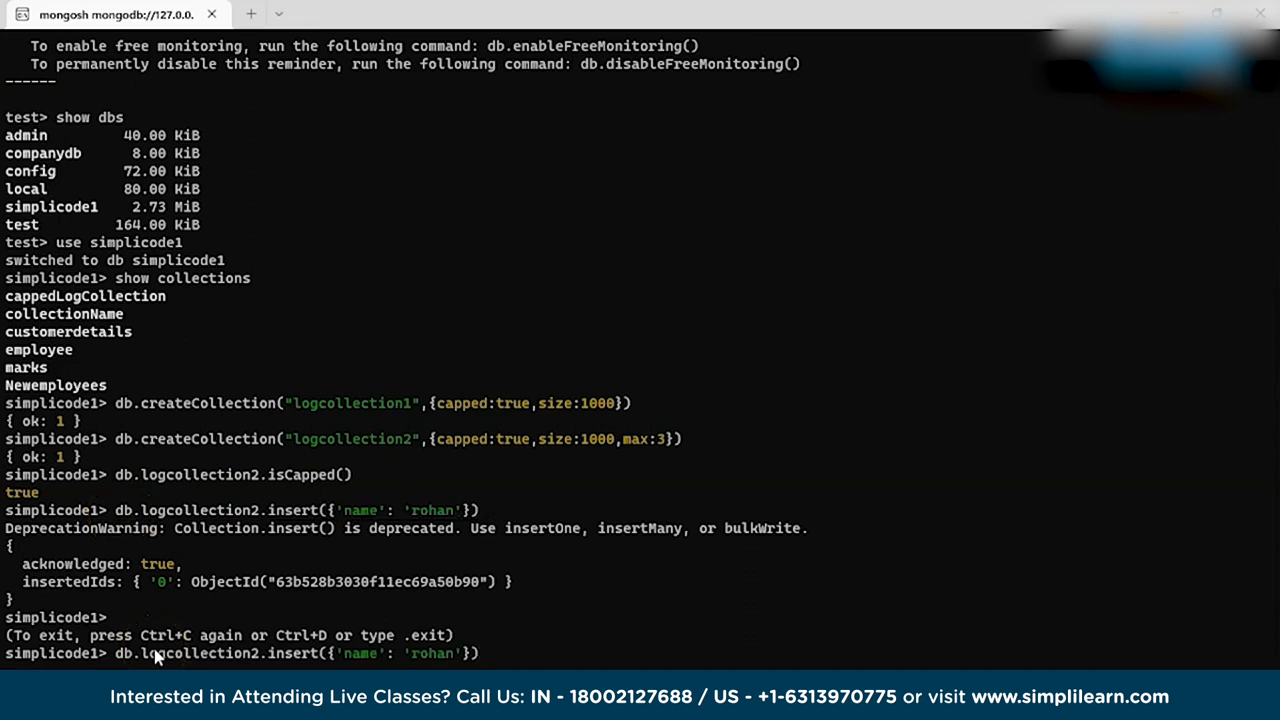 mongosh mongodb://127.0.0.
To enable free monitoring, run the following command: db.enableFreeMonitoring()
To permanently disable this reminder, run the following command: db.disableFreeMonitoring()
------
test> show dbs
admin 40.00 KiB
companydb 8.00 KiB
config 72.00 KiB
local 80.00 KiB
simplicode1 2.73 MiB
test 164.00 KiB
test> use simplicode1
switched to db simplicode1
simplicode1> show collections
cappedLogCollection
collectionName
customerdetails
employee
marks
Newemployees
simplicode1> db.createCollection("logcollection1",{capped:true,size:1000})
{ ok: 1 }
simplicode1> db.createCollection("logcollection2",{capped:true,size:1000,max:3})
{ ok: 1 }
simplicode1> db.logcollection2.isCapped()
true
simplicode1> db.logcollection2.insert({'name': 'rohan'})
DeprecationWarning: Collection.insert() is deprecated. Use insertOne, insertMany, or bulkWrite.
{
acknowledged: true,
insertedIds: { '0': ObjectId("63b528b3030f11ec69a50b90") }
}
simplicode1>
(To exit, press Ctrl+C again or Ctrl+D or type .exit)
simplicode1> db.logcollection2.insert({'name': 'rohan'})
Interested in Attending Live Classes? Call Us: IN - 18002127688 / US - +1-6313970775 or visit www.simplilearn.com